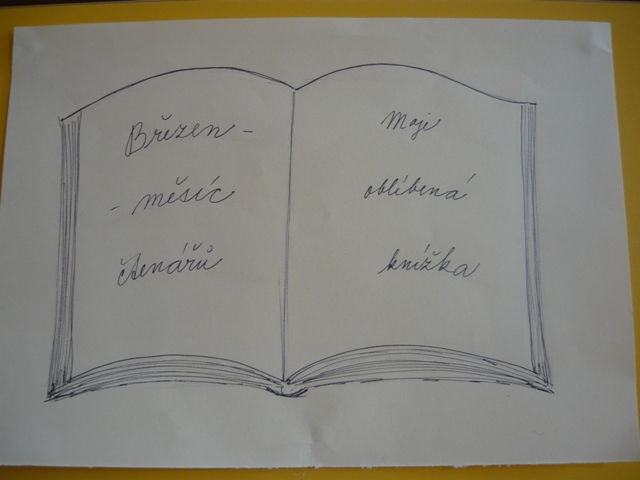 Březen -
- měsíc
čtenářů
Moje
oblíbená
knížka